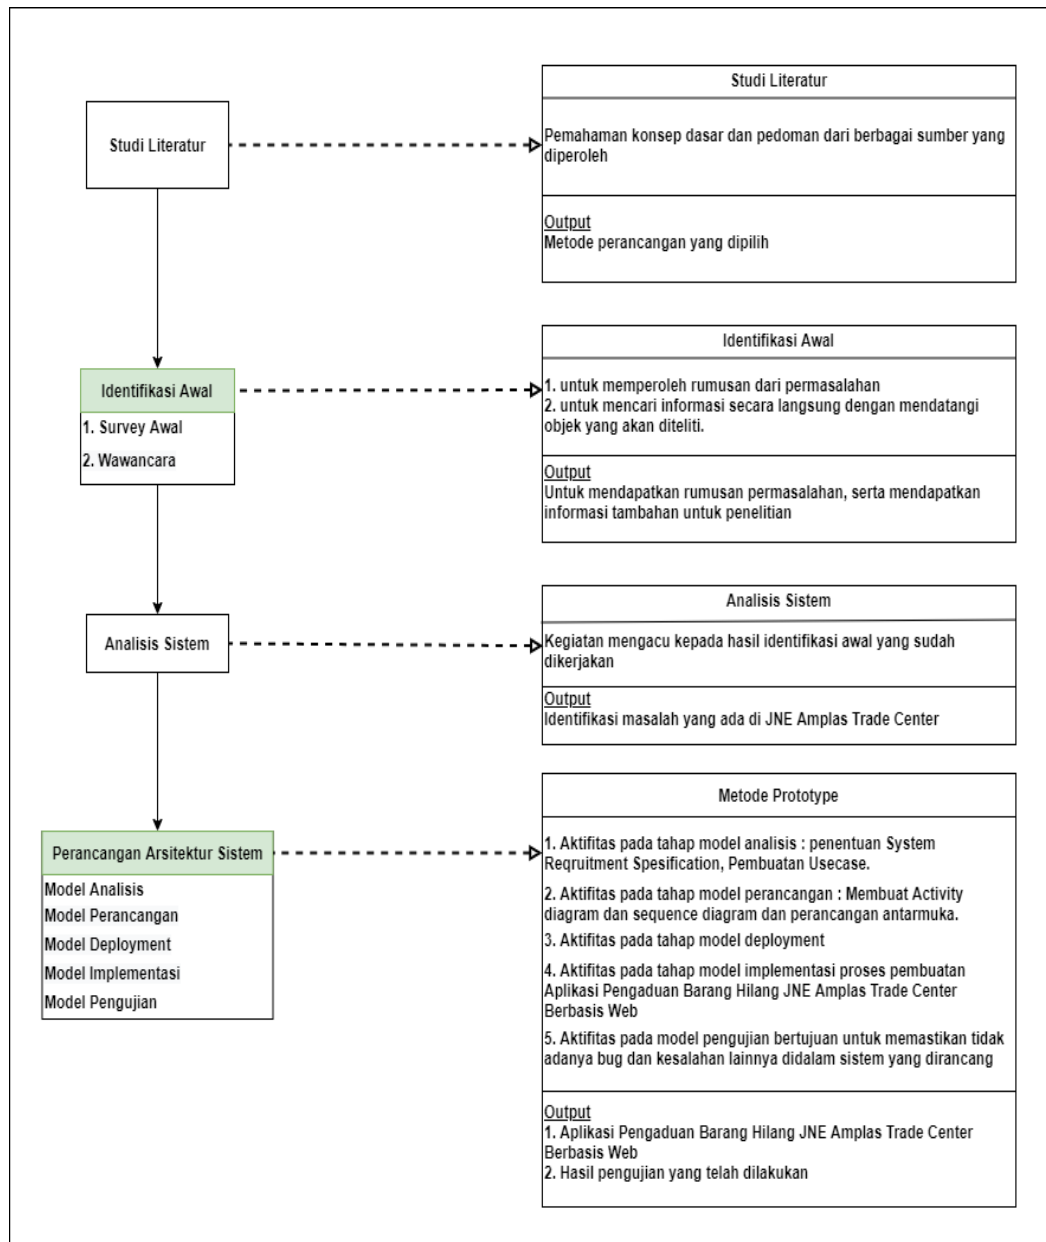 Studi Literatur
Studi Literatur
Pemahaman konsep dasar dan pedoman dari berbagai sumber yang
diperoleh
Output
Metode perancangan yang dipilih
Identifikasi Awal
1. Survey Awal
2. Wawancara
Identifikasi Awal
1. untuk memperoleh rumusan dari permasalahan
2. untuk mencari informasi secara langsung dengan mendatangi
objek yang akan diteliti.
Output
Untuk mendapatkan rumusan permasalahan, serta mendapatkan
informasi tambahan untuk penelitian
Analisis Sistem
Analisis Sistem
Kegiatan mengacu kepada hasil identifikasi awal yang sudah
dikerjakan
Output
Identifikasi masalah yang ada di JNE Amplas Trade Center
Perancangan Arsitektur Sistem
Model Analisis
Model Perancangan
Model Deployment
Model Implementasi
Model Pengujian
Metode Prototype
1. Aktifitas pada tahap model analisis : penentuan System
Reqruitment Spesification, Pembuatan Usecase.
2. Aktifitas pada tahap model perancangan : Membuat Activity
diagram dan sequence diagram dan perancangan antarmuka.
3. Aktifitas pada tahap model deployment
4. Aktifitas pada tahap model implementasi proses pembuatan
Aplikasi Pengaduan Barang Hilang JNE Amplas Trade Center
Berbasis Web
5. Aktifitas pada model pengujian bertujuan untuk memastikan tidak
adanya bug dan kesalahan lainnya didalam sistem yang dirancang
Output
1. Aplikasi Pengaduan Barang Hilang JNE Amplas Trade Center
Berbasis Web
2. Hasil pengujian yang telah dilakukan